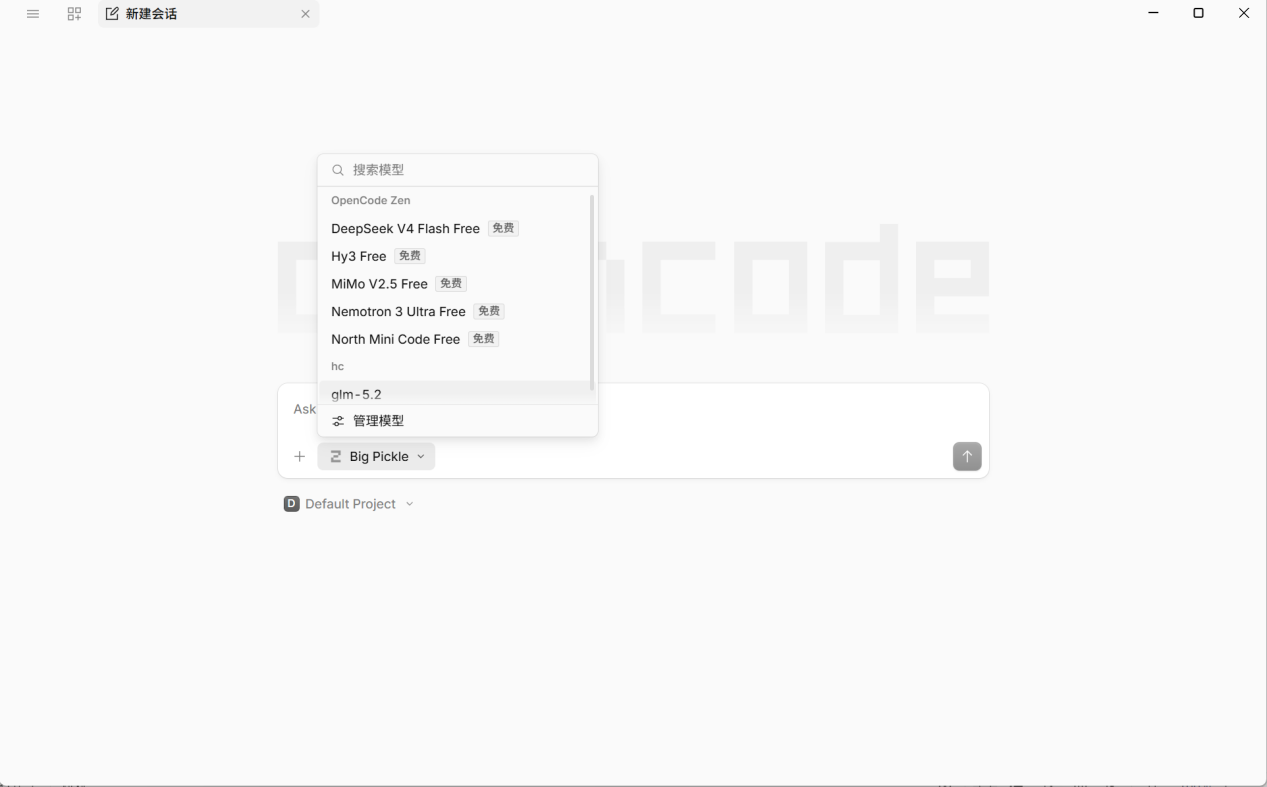 新建会话
搜索模型
OpenCode Zen
DeepSeek V4 Flash Free 免费
Hy3 Free 免费
MiMo V2.5 Free 免费
Nemotron 3 Ultra Free 免费
North Mini Code Free 免费
hc
glm-5.2
管理模型
Ask
Big Pickle
D Default Project